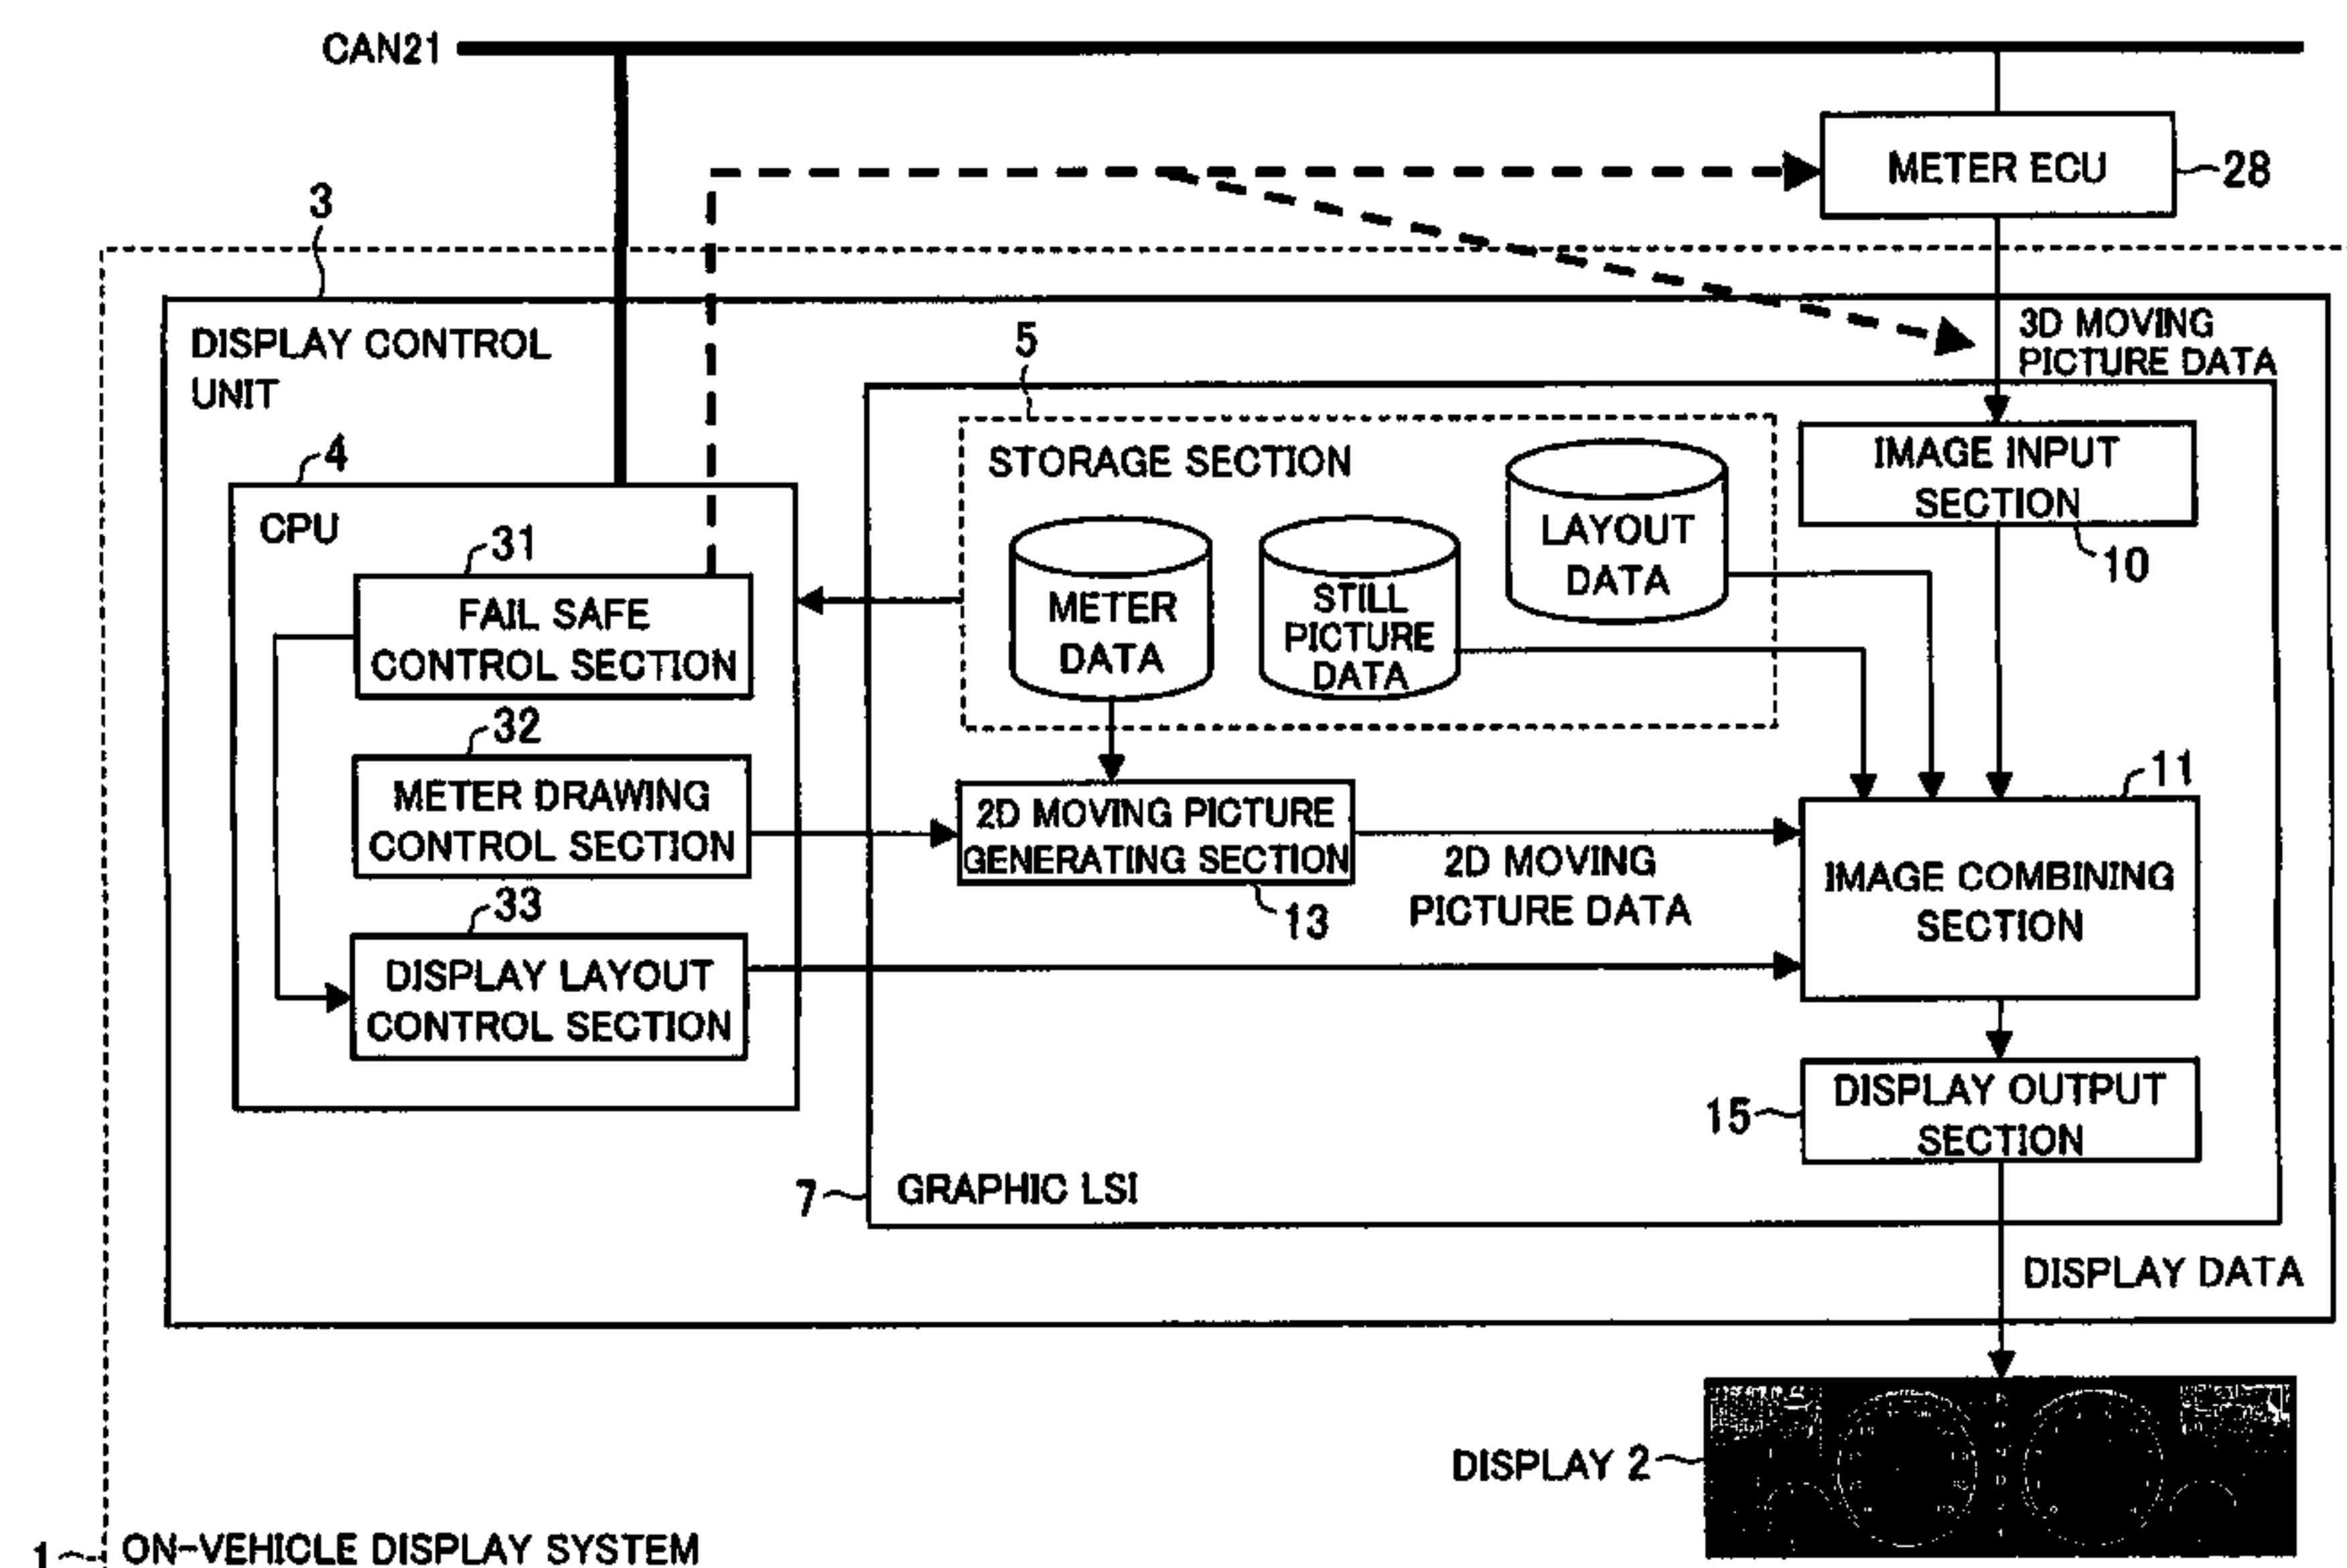 CAN21
METER ECU
28
3
DISPLAY CONTROL
UNIT
3D MOVING
PICTURE DATA
5
STORAGE SECTION
IMAGE INPUT
SECTION
10
4
CPU
31
FAIL SAFE
CONTROL SECTION
METER
DATA
STILL
PICTURE
DATA
LAYOUT
DATA
32
METER DRAWING
CONTROL SECTION
2D MOVING PICTURE
GENERATING SECTION
13
2D MOVING
PICTURE DATA
11
IMAGE COMBINING
SECTION
33
DISPLAY LAYOUT
CONTROL SECTION
15
DISPLAY OUTPUT
SECTION
7
GRAPHIC LSI
DISPLAY DATA
DISPLAY 2
1
ON-VEHICLE DISPLAY SYSTEM